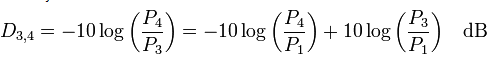 D_{3,4} = -10 log (P_4 / P_3) = -10 log (P_4 / P_1) + 10 log (P_3 / P_1) dB